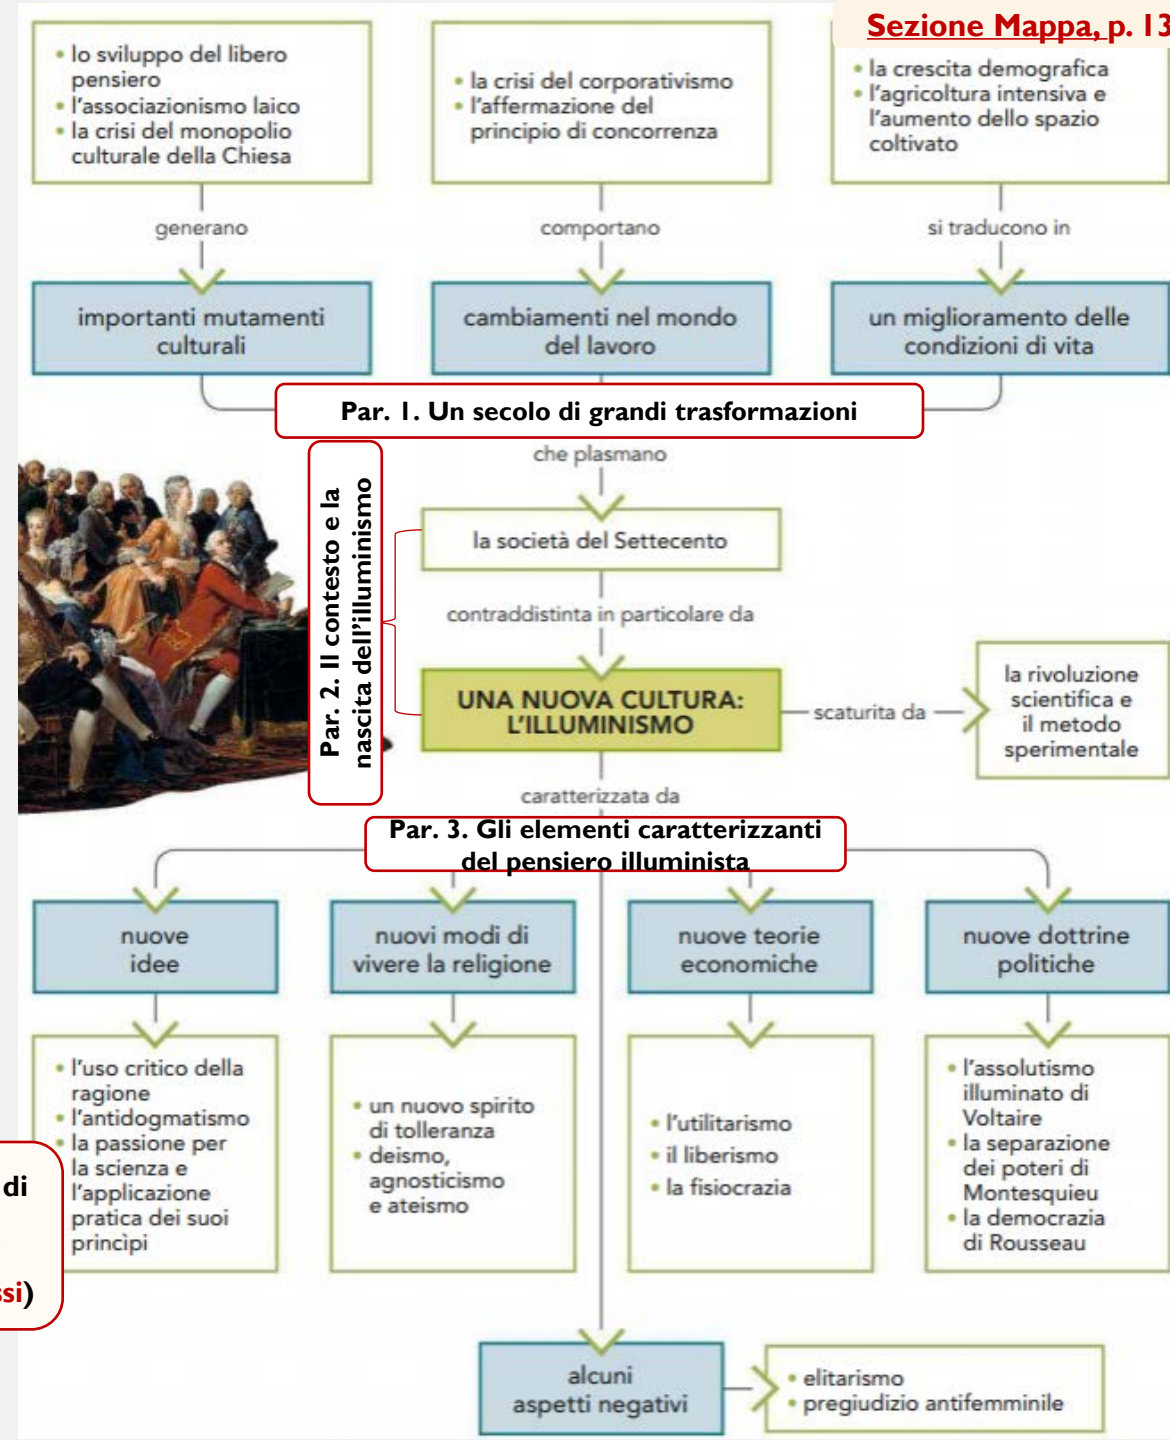 Sezione Mappa, p. 13
• lo sviluppo del libero
pensiero
• l'associazionismo laico
• la crisi del monopolio
culturale della Chiesa
• la crisi del corporativismo
• l'affermazione del
principio di concorrenza
• la crescita demografica
• l'agricoltura intensiva e
l'aumento dello spazio
coltivato
generano
comportano
si traducono in
importanti mutamenti
culturali
cambiamenti nel mondo
del lavoro
un miglioramento delle
condizioni di vita
Par. 1. Un secolo di grandi trasformazioni
che plasmano
Par. 2. Il contesto e la
nascita dell'illuminismo
la società del Settecento
contraddistinta in particolare da
UNA NUOVA CULTURA:
L'ILLUMINISMO
scaturita da
la rivoluzione
scientifica e
il metodo
sperimentale
caratterizzata da
Par. 3. Gli elementi caratterizzanti
del pensiero illuminista
nuove
idee
nuovi modi di
vivere la religione
nuove teorie
economiche
nuove dottrine
politiche
• l'uso critico della
ragione
• l'antidogmatismo
• la passione per
la scienza e
l'applicazione
pratica dei suoi
princìpi
• un nuovo spirito
di tolleranza
• deismo,
agnosticismo
e ateismo
• l'utilitarismo
• il liberismo
• la fisiocrazia
• l'assolutismo
illuminato di
Voltaire
• la separazione
dei poteri di
Montesquieu
• la democrazia
di Rousseau
di
ssi)
alcuni
aspetti negativi
• elitarismo
• pregiudizio antifemminile